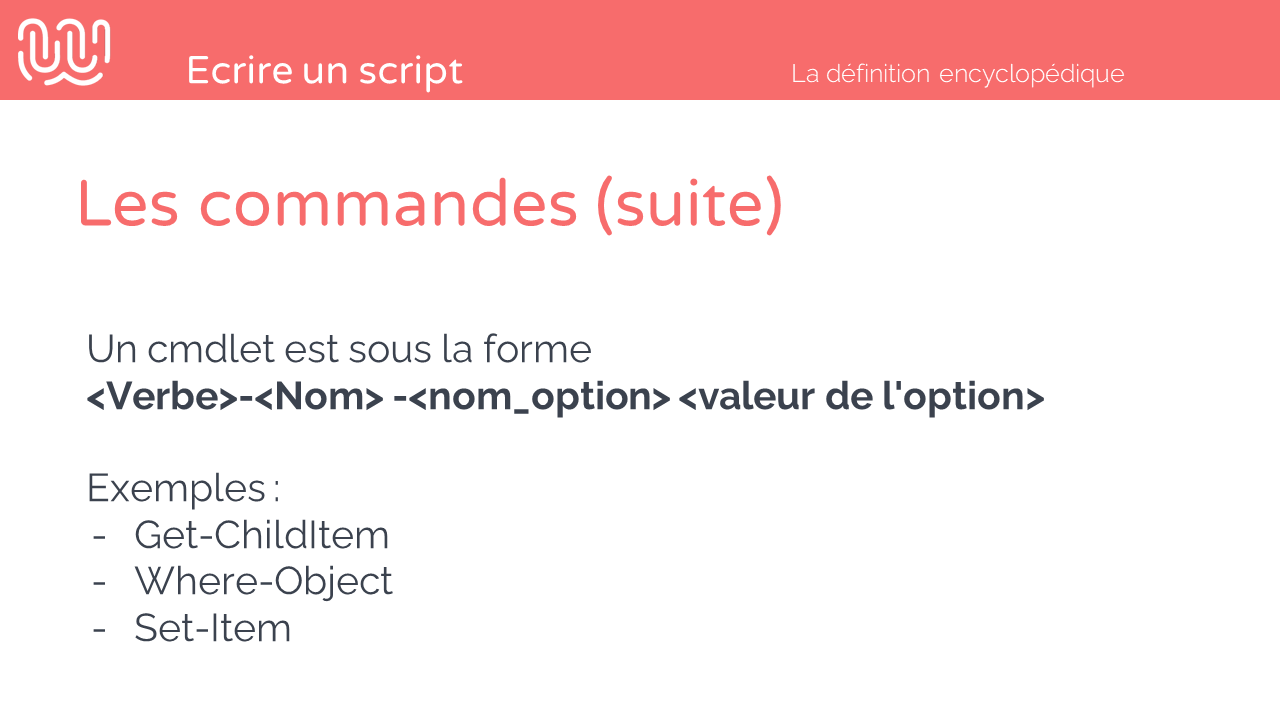 Ecrire un script
La définition encyclopédique
Les commandes (suite)
Un cmdlet est sous la forme
<Verbe>-<Nom> -<nom_option> <valeur de l'option>
Exemples :
- Get-ChildItem
- Where-Object
- Set-Item